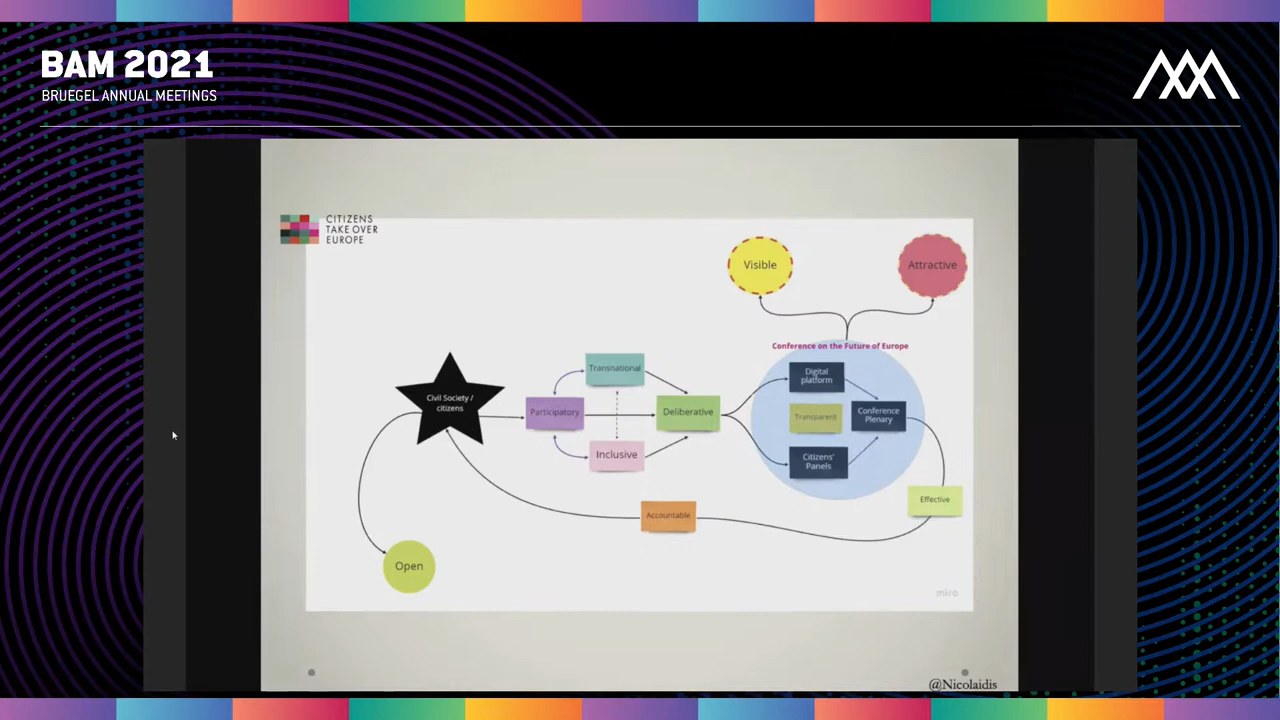 BAM 2021
BRUEGEL ANNUAL MEETINGS
CITIZENS
TAKE OVER
EUROPE
Visible
Attractive
Conference on the Future of Europe
Transnational
Digital
platform
Civil Society /
citizens
Participatory
Deliberative
Transparent
Conference
Plenary
Inclusive
Citizens'
Panels
Effective
Accountable
Open
miro
@Nicolaidis